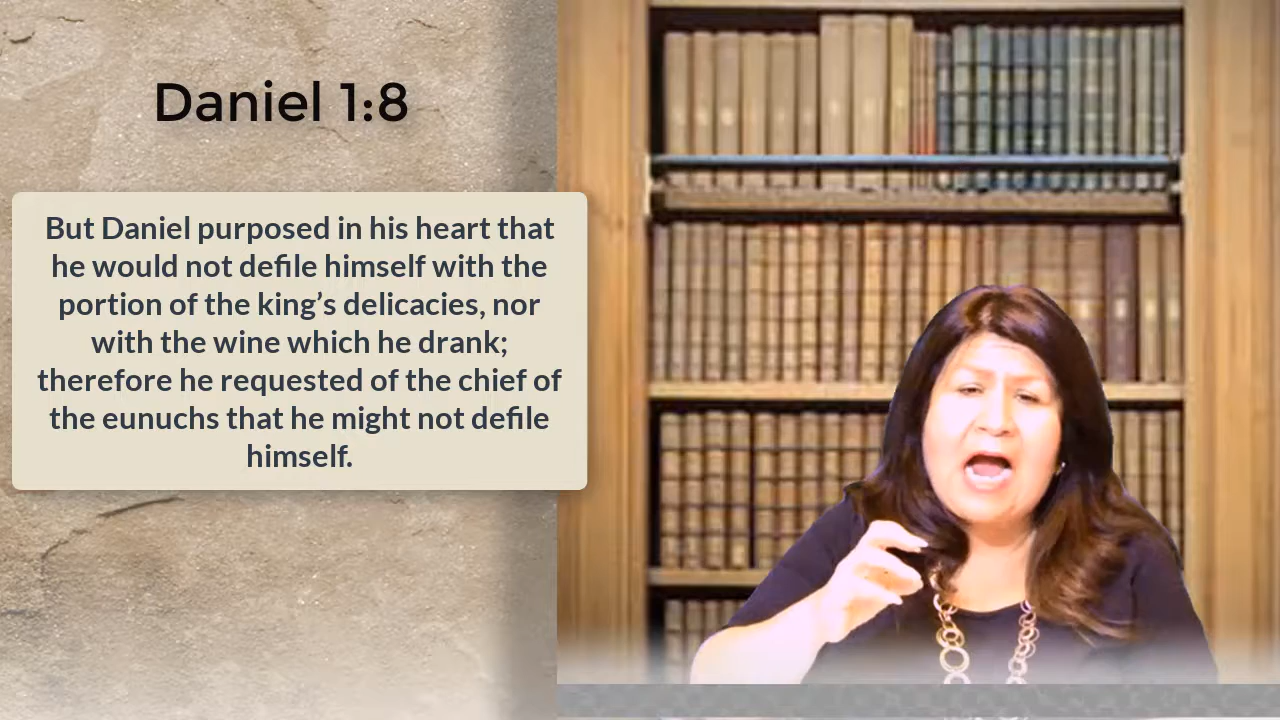 Daniel 1:8
But Daniel purposed in his heart that
he would not defile himself with the
portion of the king’s delicacies, nor
with the wine which he drank;
therefore he requested of the chief of
the eunuchs that he might not defile
himself.